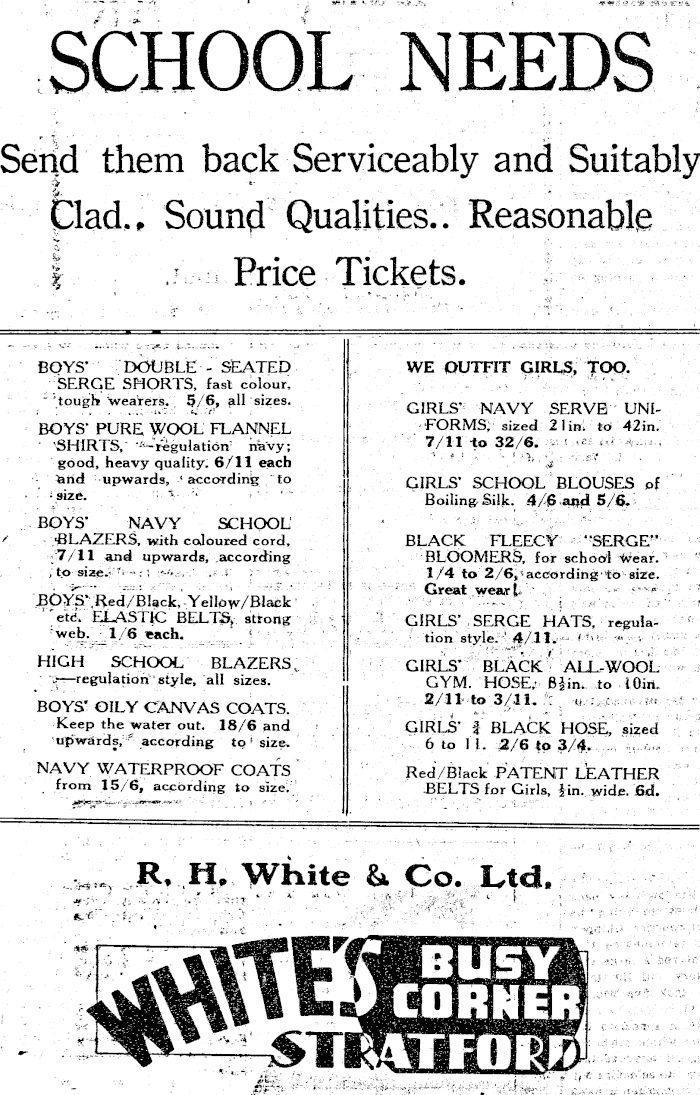 SCHOOL NEEDS
Send them back Serviceably and Suitably
Clad.. Sound Qualities.. Reasonable
Price Tickets.
BOYS' DOUBLE - SEATED
SERGE SHORTS, fast colour,
tough wearers. 5/6, all sizes.
BOYS' PURE WOOL FLANNEL
SHIRTS, —regulation navy;
good, heavy quality. 6/11 each
and upwards, according to
size.
BOYS' NAVY SCHOOL
BLAZERS, with coloured cord,
7/11 and upwards, according
to size.
BOYS' Red/Black, Yellow/Black
etc. ELASTIC BELTS, strong
web. 1/6 each.
HIGH SCHOOL BLAZERS
—regulation style, all sizes.
BOYS' OILY CANVAS COATS.
Keep the water out. 18/6 and
upwards, according to size.
NAVY WATERPROOF COATS
from 15/6, according to size.
WE OUTFIT GIRLS, TOO.
GIRLS' NAVY SERVE UNI-
FORMS, sized 21in. to 42in.
7/11 to 32/6.
GIRLS' SCHOOL BLOUSES of
Boiling Silk. 4/6 and 5/6.
BLACK FLEECY "SERGE"
BLOOMERS, for school wear.
1/4 to 2/6, according to size.
Great wear!
GIRLS' SERGE HATS, regula-
tion style. 4/11.
GIRLS' BLACK ALL-WOOL
GYM. HOSE, 8½in. to 10in.
2/11 to 3/11.
GIRLS' ¾ BLACK HOSE, sized
6 to 11. 2/6 to 3/4.
Red/Black PATENT LEATHER
BELTS for Girls, ½in. wide. 6d.
R. H. White & Co. Ltd.
WHITE'S BUSY
CORNER
STRATFORD